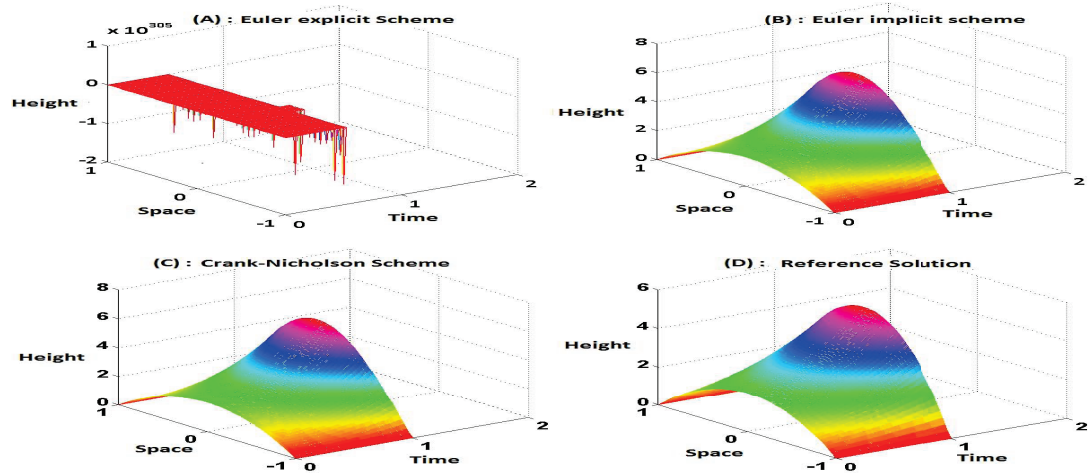 (A) : Euler explicit Scheme
x 10^305
1
0
-1
-2
Height
1
0
-1
Space
0
1
2
Time
(B) : Euler implicit scheme
8
6
4
2
0
Height
1
0
-1
Space
0
1
2
Time
(C) : Crank-Nicholson Scheme
8
6
4
2
0
Height
1
0
-1
Space
0
1
2
Time
(D) : Reference Solution
6
4
2
0
Height
1
0
-1
Space
0
1
2
Time